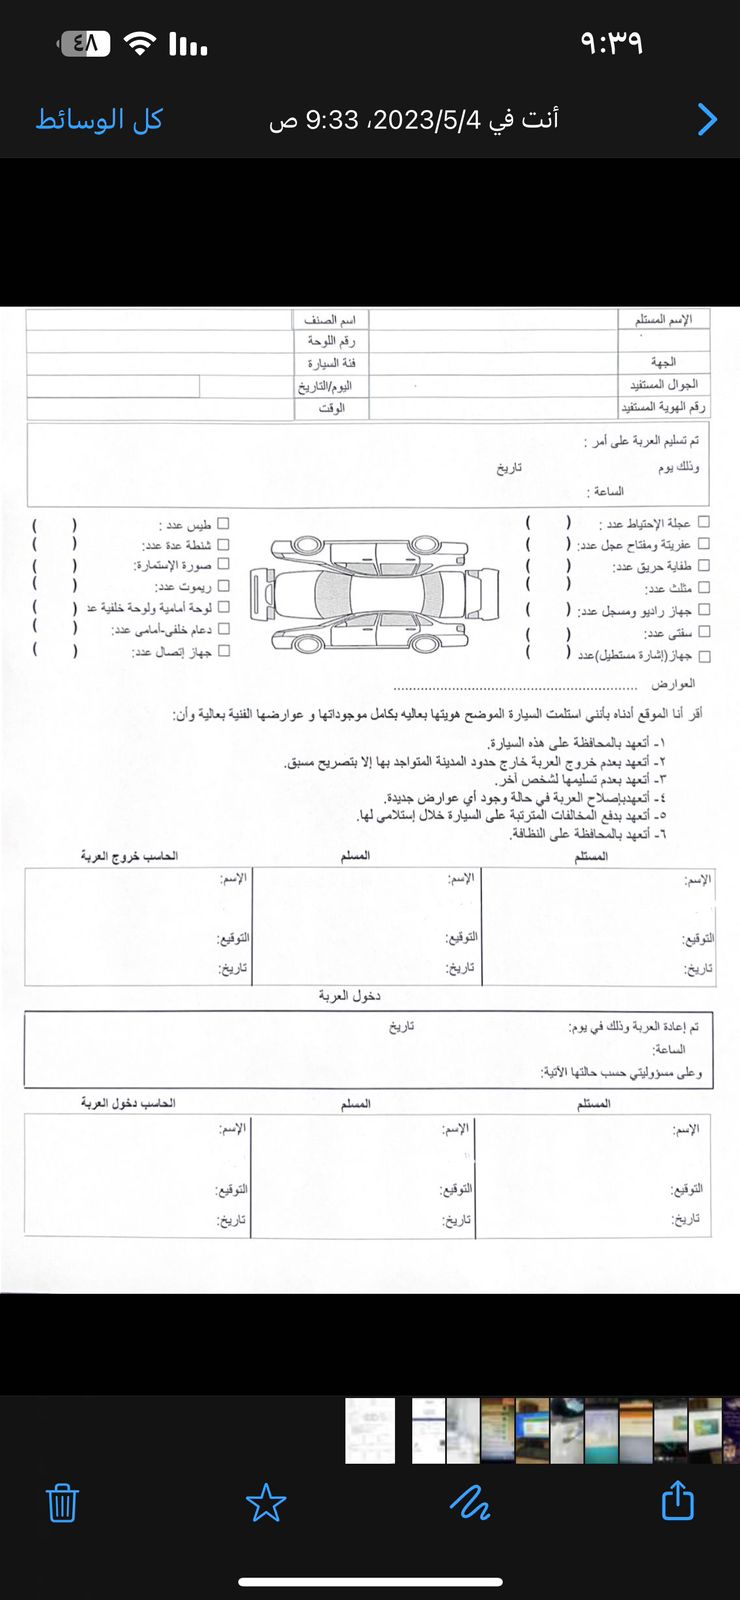 ٩:٣٩
٤٨
أنت في 2023/5/4، 9:33 ص
كل الوسائط
الإسم المستلم
اسم الصنف
رقم اللوحة
الجهة
فئة السيارة
الجوال المستفيد
اليوم/التاريخ
رقم الهوية المستفيد
الوقت
تم تسليم العربة على أمر :
وذلك يوم
تاريخ
الساعة :
عجلة الإحتياط عدد : ( )
طيس عدد : ( )
عفريتة ومفتاح عجل عدد: ( )
شنطة عدة عدد: ( )
طفاية حريق عدد: ( )
صورة الإستمارة: ( )
مثلث عدد: ( )
ريموت عدد: ( )
جهاز راديو ومسجل عدد: ( )
لوحة أمامية ولوحة خلفية عد ( )
سفتي عدد: ( )
دعام خلفى-أمامى عدد: ( )
جهاز(إشارة مستطيل)عدد ( )
جهاز إتصال عدد: ( )
العوارض ..........................................................
أقر أنا الموقع أدناه بأنني استلمت السيارة الموضح هويتها بعاليه بكامل موجوداتها و عوارضها الفنية بعالية وأن:
١- أتعهد بالمحافظة على هذه السيارة.
٢- أتعهد بعدم خروج العربة خارج حدود المدينة المتواجد بها إلا بتصريح مسبق.
٣- أتعهد بعدم تسليمها لشخص أخر.
٤- أتعهدبإصلاح العربة في حالة وجود أي عوارض جديدة.
٥- أتعهد بدفع المخالفات المترتبة على السيارة خلال إستلامي لها.
٦- أتعهد بالمحافظة على النظافة.
المستلم
المسلم
الحاسب خروج العربة
الإسم:
الإسم:
الإسم:
التوقيع:
التوقيع:
التوقيع:
تاريخ:
تاريخ:
تاريخ:
دخول العربة
تم إعادة العربة وذلك في يوم:
تاريخ
الساعة:
وعلى مسؤوليتي حسب حالتها الأتية:
المستلم
المسلم
الحاسب دخول العربة
الإسم:
الإسم:
الإسم:
التوقيع:
التوقيع:
التوقيع:
تاريخ:
تاريخ:
تاريخ: